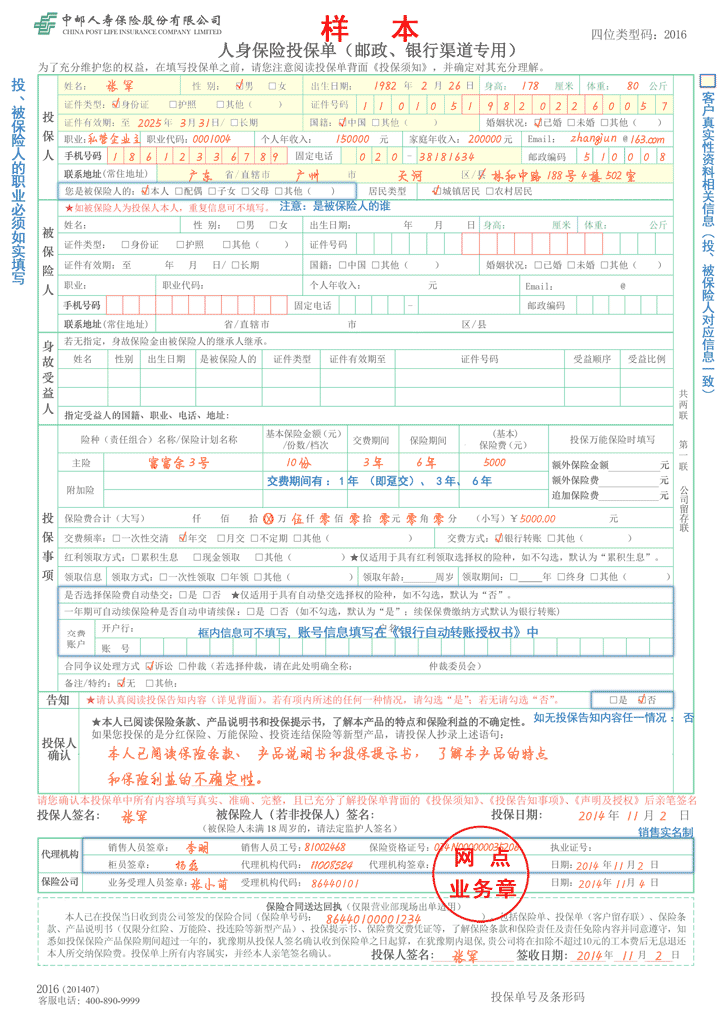 中邮人寿保险股份有限公司
CHINA POST LIFE INSURANCE COMPANY LIMITED
样 本
四位类型码：2016
人身保险投保单（邮政、银行渠道专用）
为了充分维护您的权益，在填写投保单之前，请您注意阅读投保单背面《投保须知》，并确定对其充分理解。
投、被保险人的职业必须如实填写
客户真实性资料相关信息（投、被保险人对应信息一致）
投保人
姓名：张军 性 别：☑男 □女 出生日期：1982 年 2 月 26 日 身高：178 厘米 体重：80 公斤
证件类型：☑身份证 □护照 □其他（ ） 证件号码 110105198202260057
证件有效期：至 2025 年 3 月 31 日/□长期 国籍：☑中国 □其他（ ） 婚姻状况：☑已婚 □未婚 □其他（ ）
职业：私营企业主 职业代码：0001004 个人年收入：150000 元 家庭年收入：200000 元 Email：zhangjun @163.com
手机号码 18612336789 固定电话 020-38181634 邮政编码 510008
联系地址(常住地址) 广东 省/直辖市 广州 市 天河 区/县 林和中路 188 号 4 楼 502 室
您是被保险人的：☑本人 □配偶 □子女 □父母 □其他（ ） 居民类型 ☑城镇居民 □农村居民
被保险人
★如被保险人为投保人本人，重复信息可不填写。 注意：是被保险人的谁
姓名： 性 别：□男 □女 出生日期： 年 月 日 身高： 厘米 体重： 公斤
证件类型：□身份证 □护照 □其他（ ） 证件号码
证件有效期：至 年 月 日/□长期 国籍：□中国 □其他（ ） 婚姻状况：□已婚 □未婚 □其他（ ）
职业： 职业代码： 个人年收入： 元 Email： @
手机号码 固定电话 - 邮政编码
联系地址(常住地址) 省/直辖市 市 区/县
身故受益人
若无指定，身故保险金由被保险人的继承人继承。
姓名 性别 出生日期 是被保险人的 证件类型 证件有效期至 证件号码 受益顺序 受益比例
指定受益人的国籍、职业、电话、地址：
共两联 第一联 公司留存联
投保事项
险种（责任组合）名称/保险计划名称 基本保险金额（元）/份数/档次 交费期间 保险期间 （基本）保险费（元） 投保万能保险时填写
主险 富富余 3 号 10份 3 年 6 年 5000 额外保险金额 元
附加险 额外保险费 元
交费期间有：1 年 （即趸交）、 3 年、 6 年 追加保险费 元
保险费合计（大写） 仟 佰 拾 ⊗ 万 伍 仟 零 佰 零 拾 零 元 零 角 零 分 （小写）￥5000.00 元
交费频率：□一次性交清 ☑年交 □月交 □不定期 □其他（ ） 交费方式：☑银行转账 □其他（ ）
红利领取方式：□累积生息 □现金领取 □其他（ ）★仅适用于具有红利领取选择权的险种，如不勾选，默认为“累积生息”。
领取信息 领取方式：□一次性领取 □年领 □其他（ ） 领取年龄： 周岁 领取期间：□ 年 □终身 □其他（ ）
是否选择保险费自动垫交：□是 □否 ★仅适用于具有自动垫交选择权的险种，如不勾选，默认为“否”。
一年期可自动续保险种是否自动申请续保：□是 □否（如不勾选，默认为“是”；续保保费缴纳方式默认为银行转账）
交费账户 开户行：
框内信息可不填写，账号信息填写在《银行自动转账授权书》中
账 号
合同争议处理方式 ☑诉讼 □仲裁（若选择仲裁，请在此处明确全称： 仲裁委员会）
备注/特约：☑无 □其他：
告知 ★请认真阅读投保告知内容（详见背面）。若有项内所述的任何一种情况，请勾选“是”；若无请勾选“否”。 □是 ☑否
投保人确认
★本人已阅读保险条款、产品说明书和投保提示书，了解本产品的特点和保险利益的不确定性。 如无投保告知内容任一情况：否
如果您投保的是分红保险、万能保险、投资连结保险等新型产品，请投保人抄录上述语句：
本人已阅读保险条款、 产品说明书和投保提示书， 了解本产品的特点
和保险利益的不确定性。
请您确认本投保单中所有内容填写真实、准确、完整，且已充分了解投保单背面的《投保须知》、《投保告知事项》、《声明及授权》后亲笔签名
投保人签名：张军 被保险人（若非投保人）签名： 投保日期：2014 年 11 月 2 日
（被保险人未满 18 周岁的，请法定监护人签名）
销售实名制
代理机构 销售人员签章：李明 销售人员工号：81002468 保险资格证号： 执业证号：
柜员签章：杨磊 代理机构代码：11008524 代理机构签章： 日期：2014 年 11 月 2 日
保险公司 业务受理人员签章：张小萌 受理机构代码：86440101 日期：2014 年 11 月 4 日
网 点
业务章
保险合同送达回执（仅限营业部现场出单适用）
本人已在投保当日收到贵公司签发的保险合同（保险单号码：86440100001234 ），包括保险单、投保单（客户留存联）、保险条
款、产品说明书（仅限分红险、万能险、投连险等新型产品）、投保提示书、保险费交费凭证等，了解保险条款和保险责任及责任免除内容并同意遵守，知
悉如投保保险产品保险期间超过一年的，犹豫期从投保人签名确认收到保险单之日起算，在犹豫期内退保，贵公司将在扣除不超过10元的工本费后无息退还
本人所交纳保险费。投保单上所有内容属实，并经本人亲笔签名确认。 投保人签名：张军 签收日期：2014 年 11 月 2 日
2016（201407）
客服电话：400-890-9999
投保单号及条形码